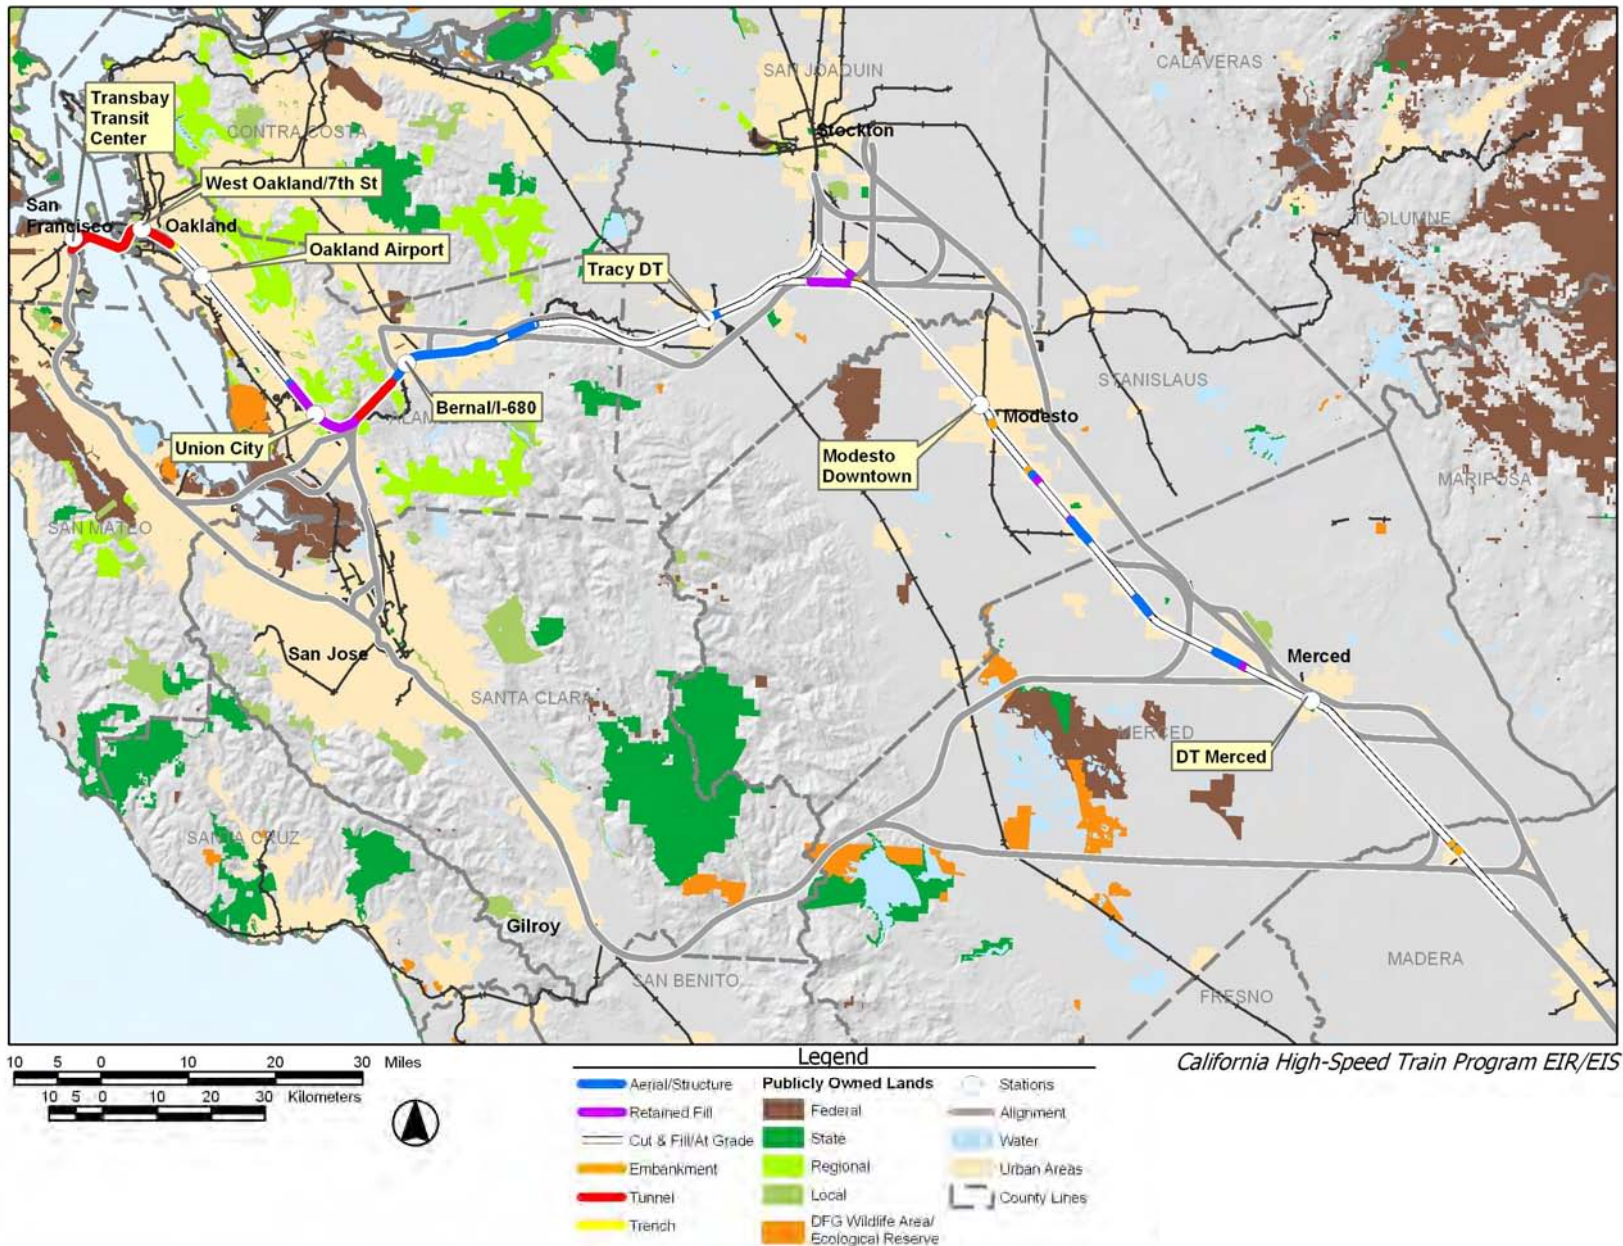 SAN JOAQUIN
CALAVERAS
Transbay
Transit
Center
CONTRA COSTA
Stockton
West Oakland/7th St
San
Francisco
Oakland
TUOLUMNE
Oakland Airport
Tracy DT
STANISLAUS
Bernal/I-680
Modesto
Union City
Modesto
Downtown
MARIPOSA
SAN MATEO
San Jose
Merced
SANTA CLARA
MERCED
DT Merced
SANTA CRUZ
Gilroy
SAN BENITO
MADERA
FRESNO
10 5 0 10 20 30 Miles
10 5 0 10 20 30 Kilometers
Legend
California High-Speed Train Program EIR/EIS
Aerial/Structure
Retained Fill
Cut & Fill/At Grade
Embankment
Tunnel
Trench
Publicly Owned Lands
Federal
State
Regional
Local
DFG Wildlife Area/
Ecological Reserve
Stations
Alignment
Water
Urban Areas
County Lines